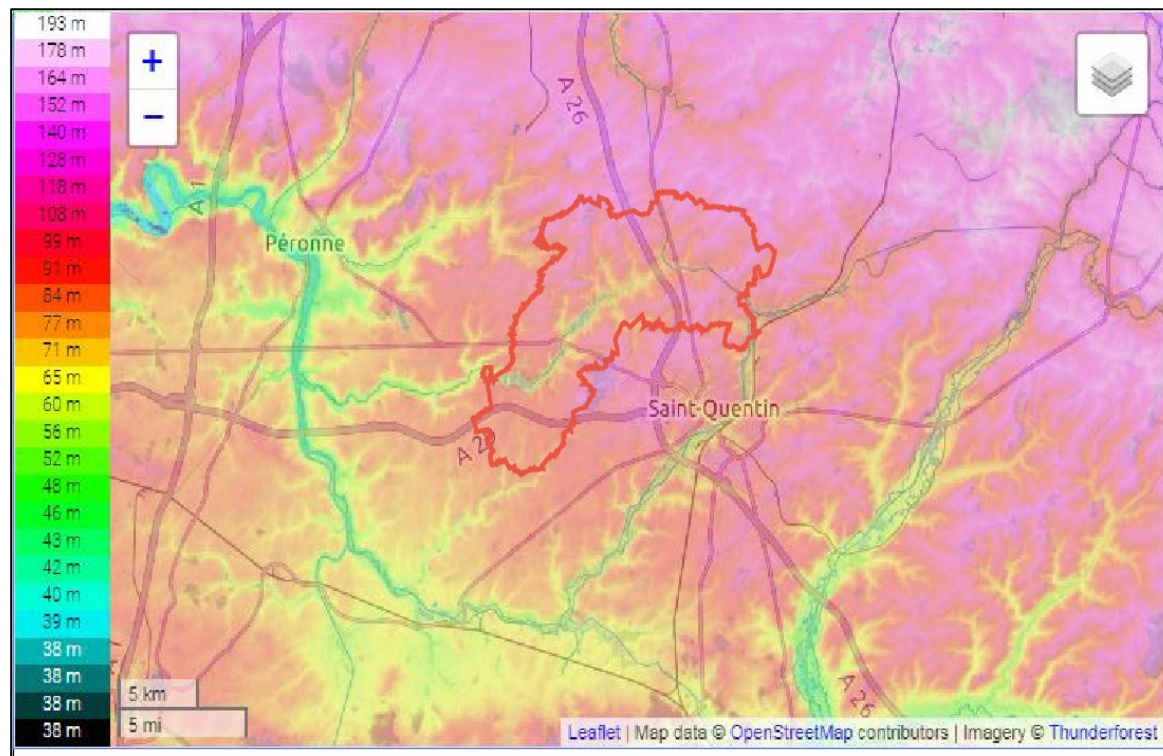 193 m
178 m
164 m
152 m
140 m
128 m
118 m
108 m
99 m
91 m
84 m
77 m
71 m
65 m
60 m
56 m
52 m
48 m
46 m
43 m
42 m
40 m
39 m
38 m
38 m
38 m
38 m
+
−
A 26
A 1
Péronne
Saint-Quentin
A 29
A 26
5 km
5 mi
Leaflet | Map data © OpenStreetMap contributors | Imagery © Thunderforest